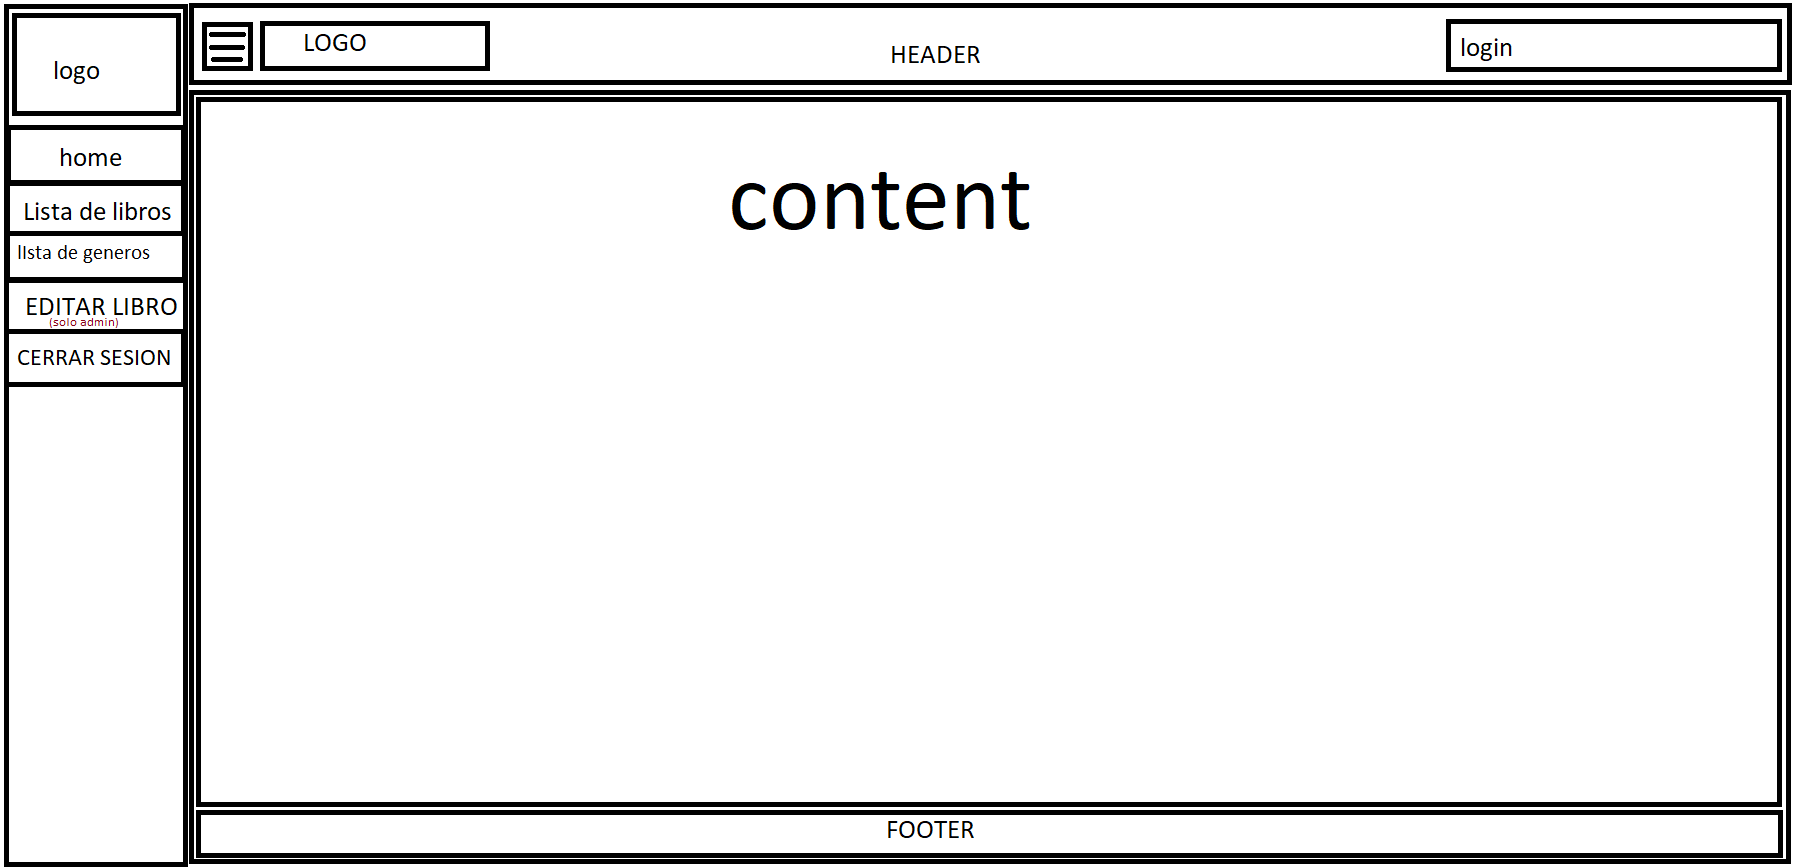 logo
home
Lista de libros
lIsta de generos
EDITAR LIBRO
(solo admin)
CERRAR SESION
LOGO
HEADER
login
content
FOOTER